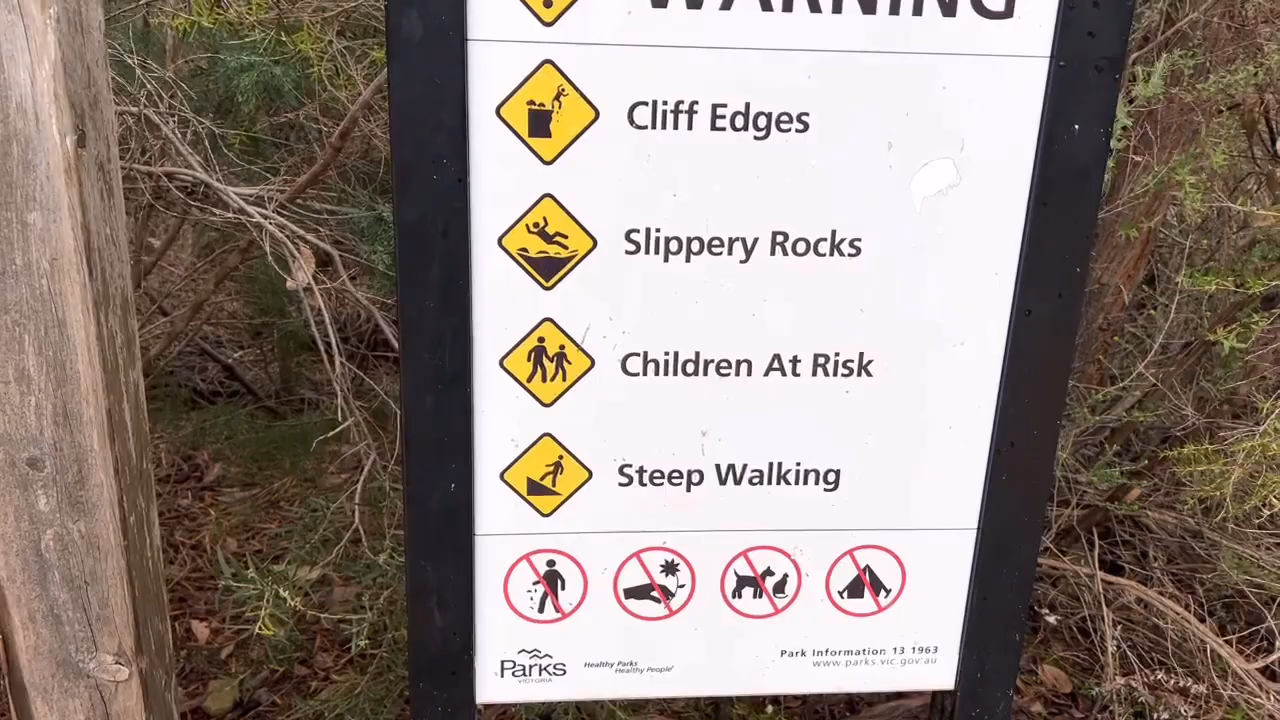 WARNING
Cliff Edges
Slippery Rocks
Children At Risk
Steep Walking
Parks
VICTORIA
Healthy Parks
Healthy People
Park Information 13 1963
www.parks.vic.gov.au